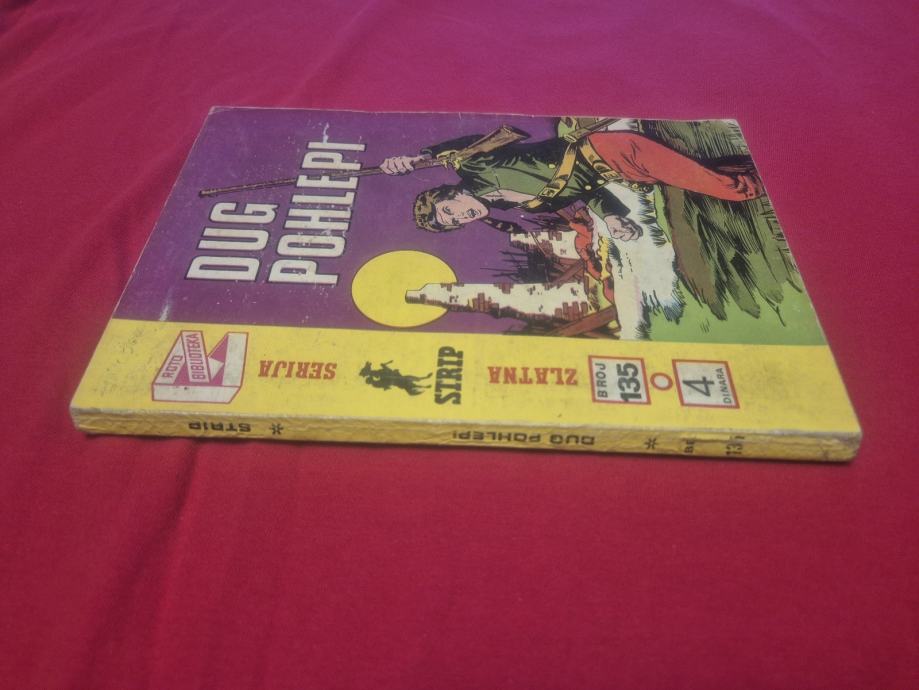 DUG
POHLEPI
ROTO
BIBLIOTEKA
ZLATNA
STRIP
SERIJA
BROJ
135
4
DINARA
STRIP * DUG POHLEPI *